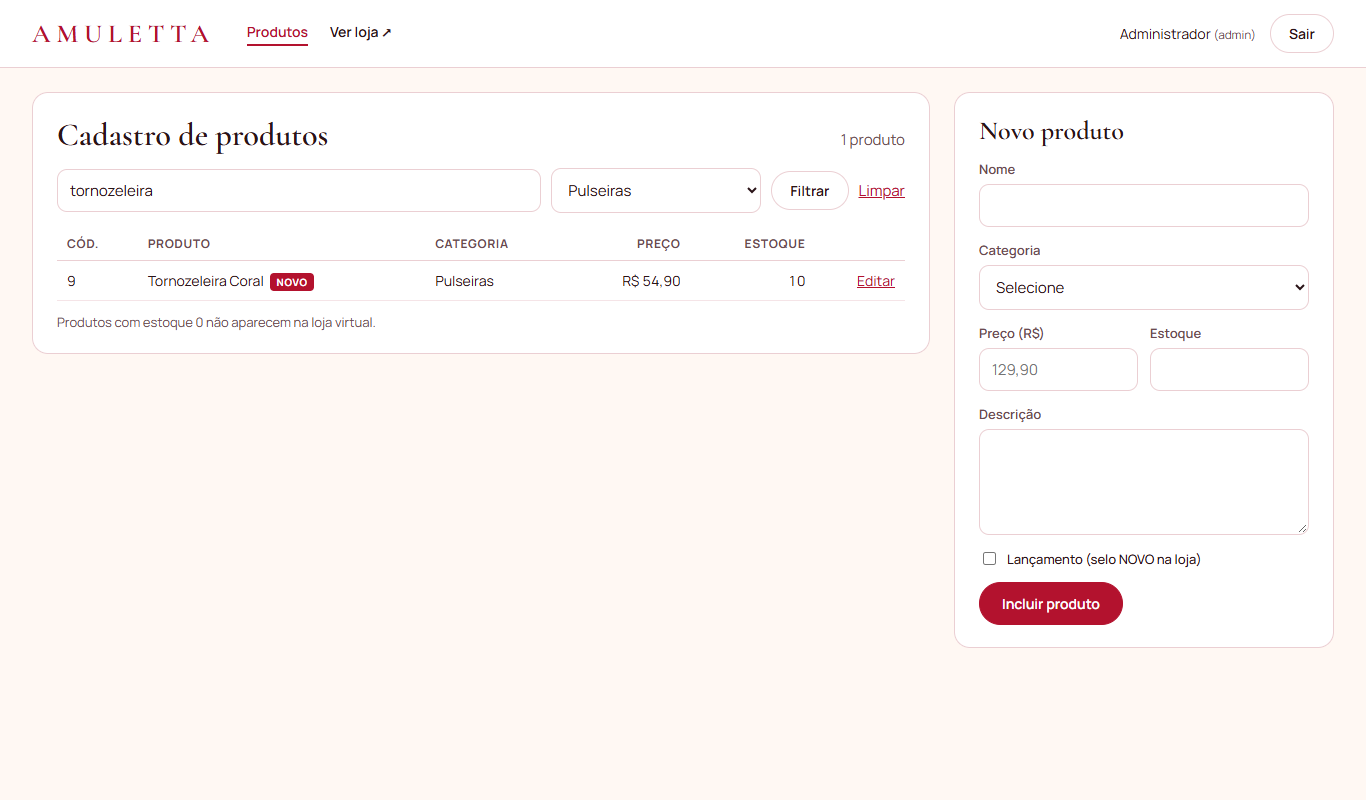 AMULETTA Produtos Ver loja ↗ Administrador (admin) Sair
Cadastro de produtos
1 produto
tornozeleira Pulseiras Filtrar Limpar
CÓD. PRODUTO CATEGORIA PREÇO ESTOQUE
9 Tornozeleira Coral NOVO Pulseiras R$ 54,90 10 Editar
Produtos com estoque 0 não aparecem na loja virtual.
Novo produto
Nome
Categoria
Selecione
Preço (R$) Estoque
129,90
Descrição
Lançamento (selo NOVO na loja)
Incluir produto